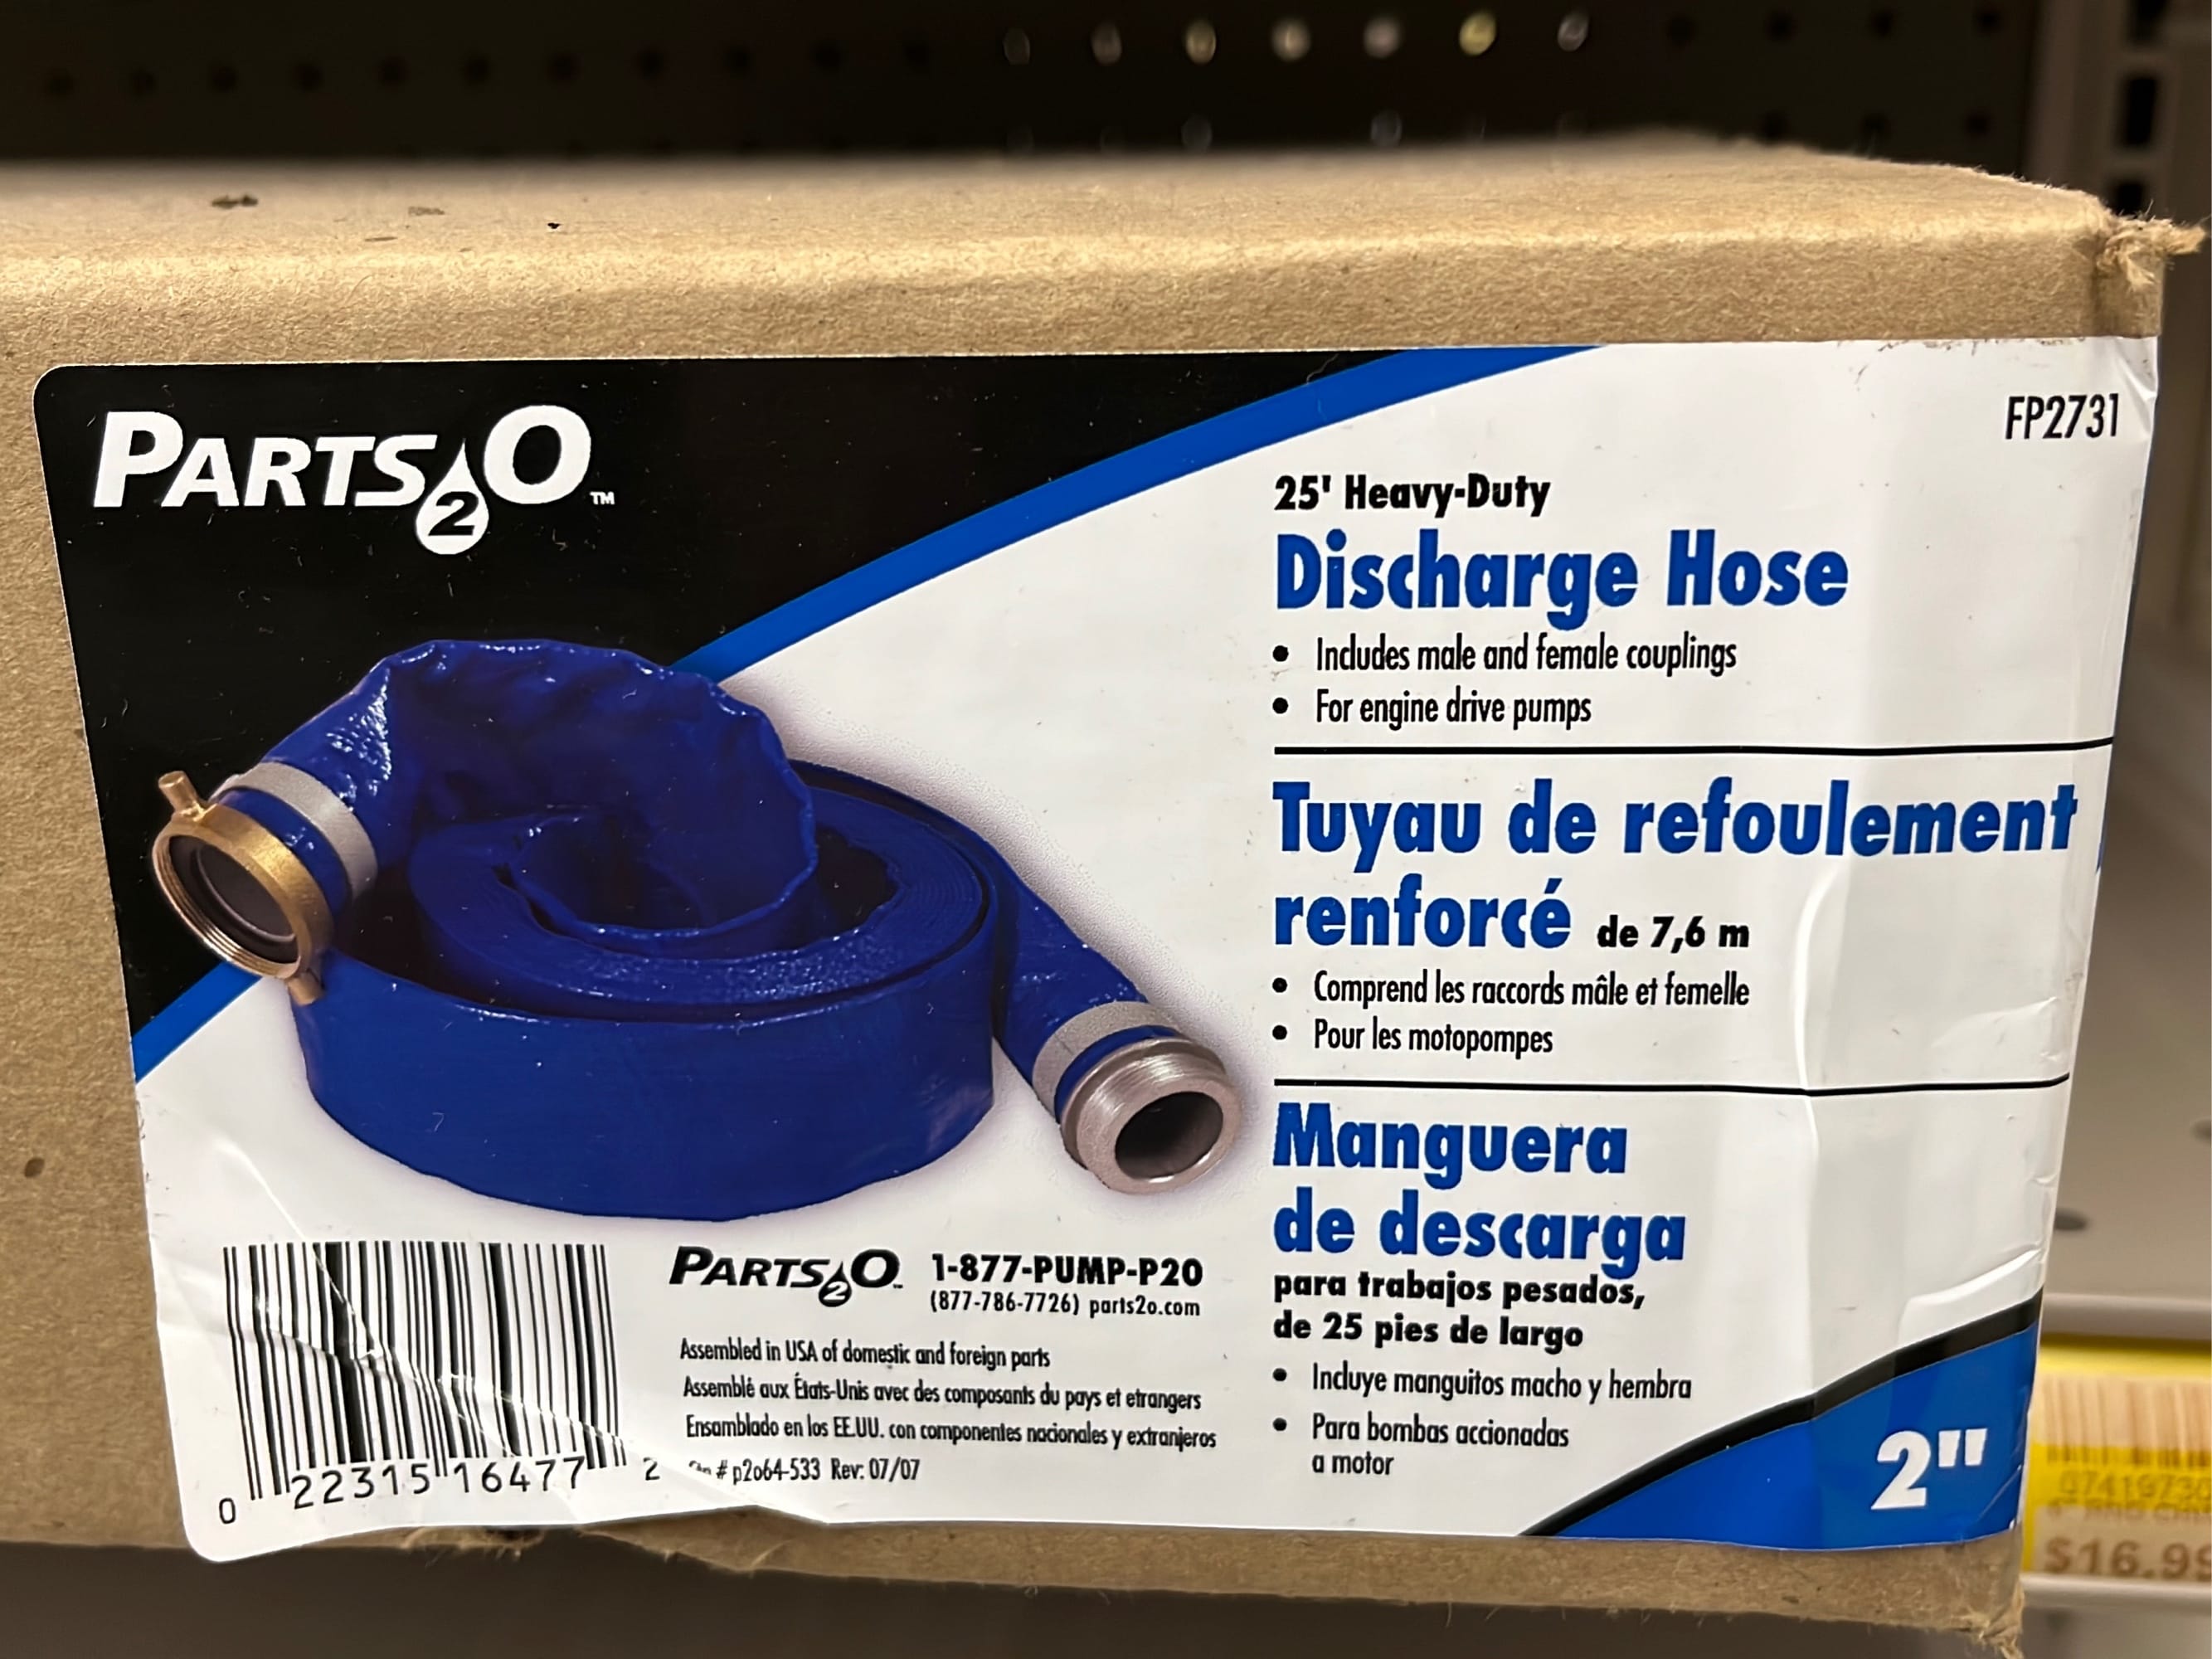 PARTS2O™
FP2731
25' Heavy-Duty
Discharge Hose
• Includes male and female couplings
• For engine drive pumps
Tuyau de refoulement
renforcé de 7,6 m
• Comprend les raccords mâle et femelle
• Pour les motopompes
Manguera
de descarga
para trabajos pesados,
de 25 pies de largo
• Incluye manguitos macho y hembra
• Para bombas accionadas
a motor
2"
PARTS2O™ 1-877-PUMP-P20
(877-786-7726) parts2o.com
Assembled in USA of domestic and foreign parts
Assemblé aux États-Unis avec des composants du pays et etrangers
Ensamblado en los EE.UU. con componentes nacionales y extranjeros
# p2o64-533 Rev: 07/07
0 22315 16477 2
$16.99